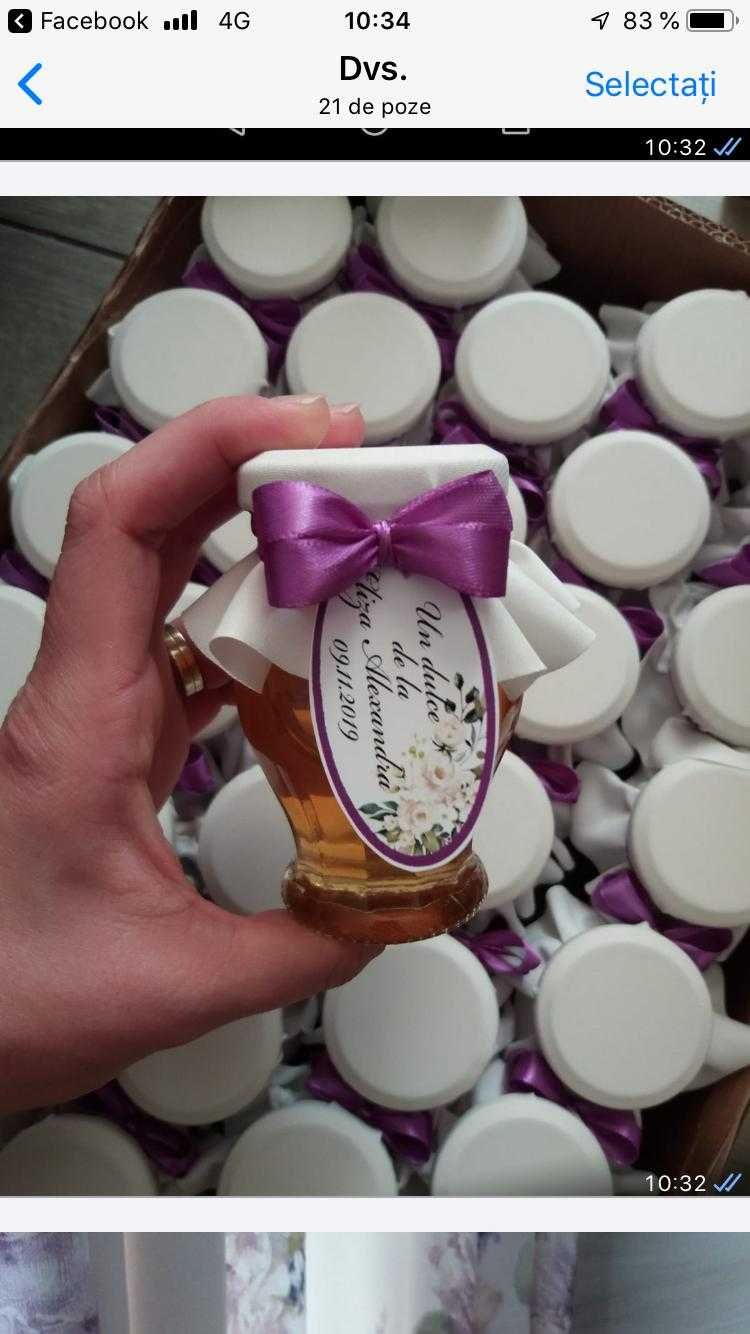 Facebook 4G 10:34 83 %
Dvs.
21 de poze
Selectați
10:32
Un dulce
de la
Eliza Alexandra
09.11.2019
10:32